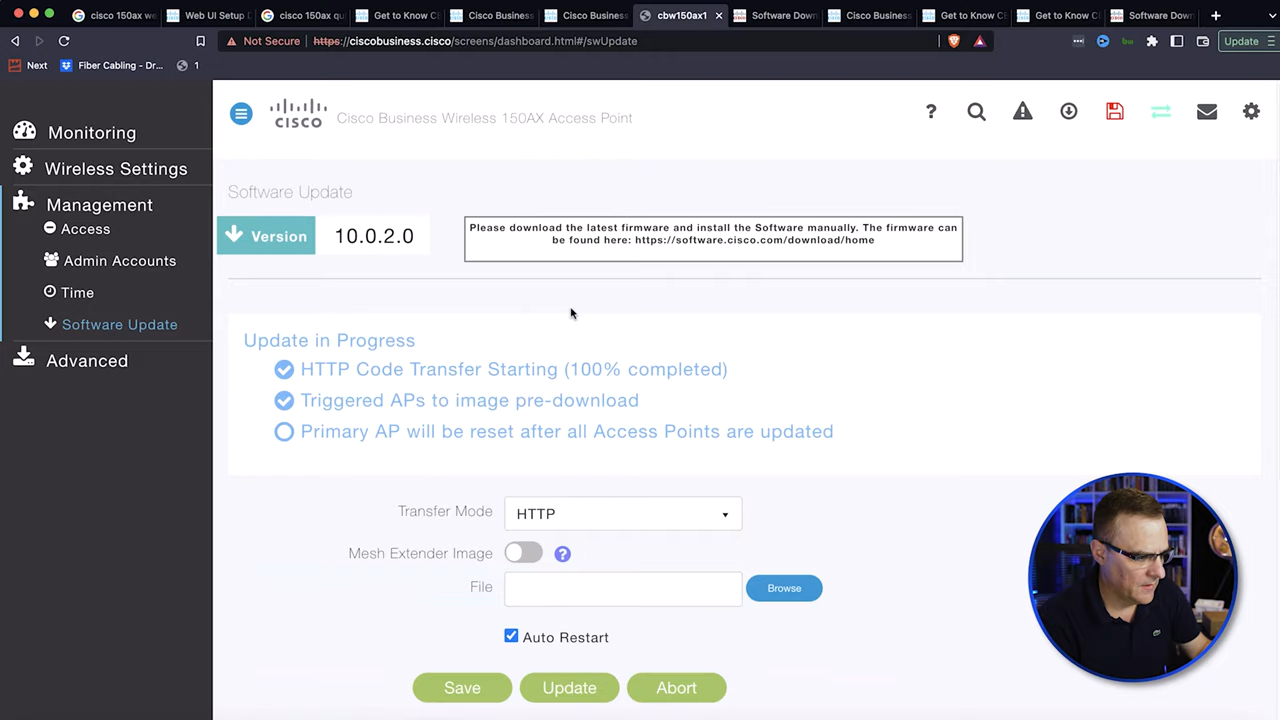 cisco 150ax we
Web UI Setup D
cisco 150ax qu
Get to Know CB
Cisco Business
Cisco Business
cbw150ax1
Software Down
Cisco Business
Get to Know CB
Get to Know CB
Software Down
Not Secure
https://ciscobusiness.cisco/screens/dashboard.html#/swUpdate
Update
Next
Fiber Cabling - Dr...
1
Monitoring
Wireless Settings
Management
Access
Admin Accounts
Time
Software Update
Advanced
CISCO
Cisco Business Wireless 150AX Access Point
?
Software Update
Version
10.0.2.0
Please download the latest firmware and install the Software manually. The firmware can
be found here: https://software.cisco.com/download/home
Update in Progress
HTTP Code Transfer Starting (100% completed)
Triggered APs to image pre-download
Primary AP will be reset after all Access Points are updated
Transfer Mode
HTTP
Mesh Extender Image
?
File
Browse
Auto Restart
Save
Update
Abort